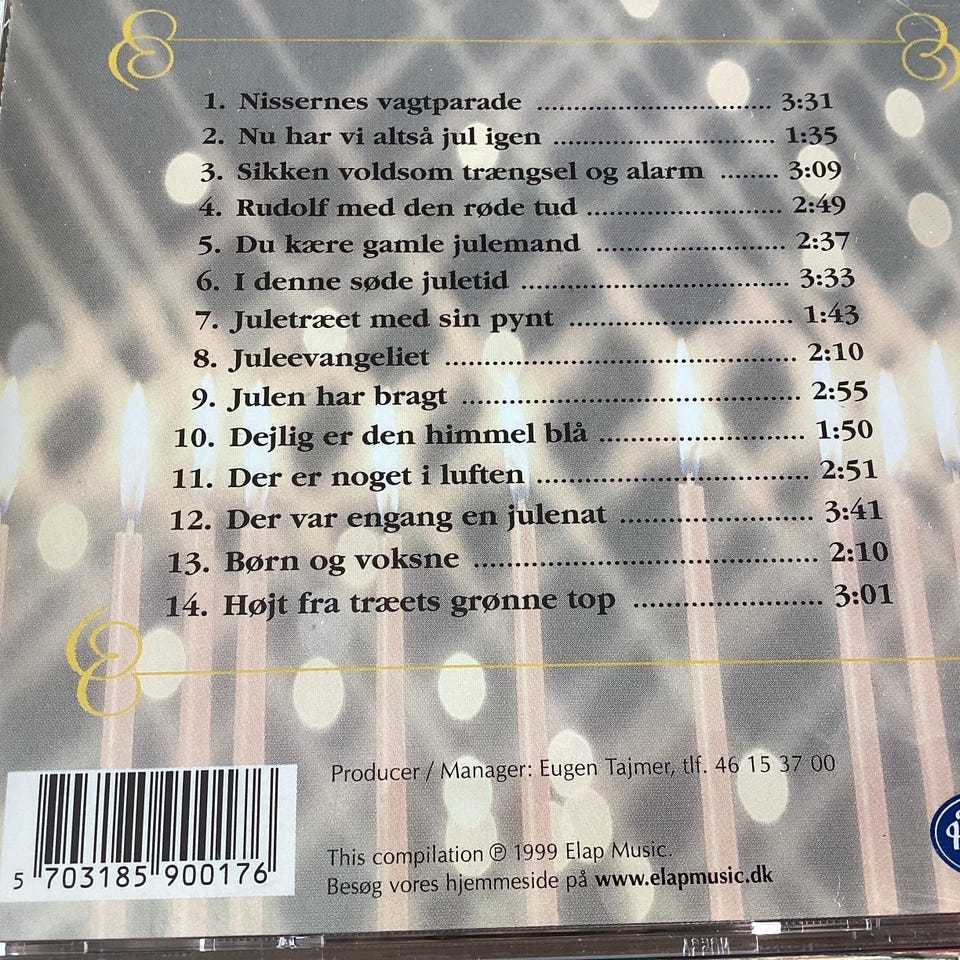 1. Nissernes vagtparade ................................ 3:31
2. Nu har vi altså jul igen ............................ 1:35
3. Sikken voldsom trængsel og alarm ........ 3:09
4. Rudolf med den røde tud ......................... 2:49
5. Du kære gamle julemand ........................ 2:37
6. I denne søde juletid .................................. 3:33
7. Juletræet med sin pynt ............................ 1:43
8. Juleevangeliet ............................................ 2:10
9. Julen har bragt .......................................... 2:55
10. Dejlig er den himmel blå ......................... 1:50
11. Der er noget i luften ................................. 2:51
12. Der var engang en julenat ....................... 3:41
13. Børn og voksne ......................................... 2:10
14. Højt fra træets grønne top ...................... 3:01
Producer / Manager: Eugen Tajmer, tlf. 46 15 37 00
5 703185 900176
This compilation ℗ 1999 Elap Music.
Besøg vores hjemmeside på www.elapmusic.dk